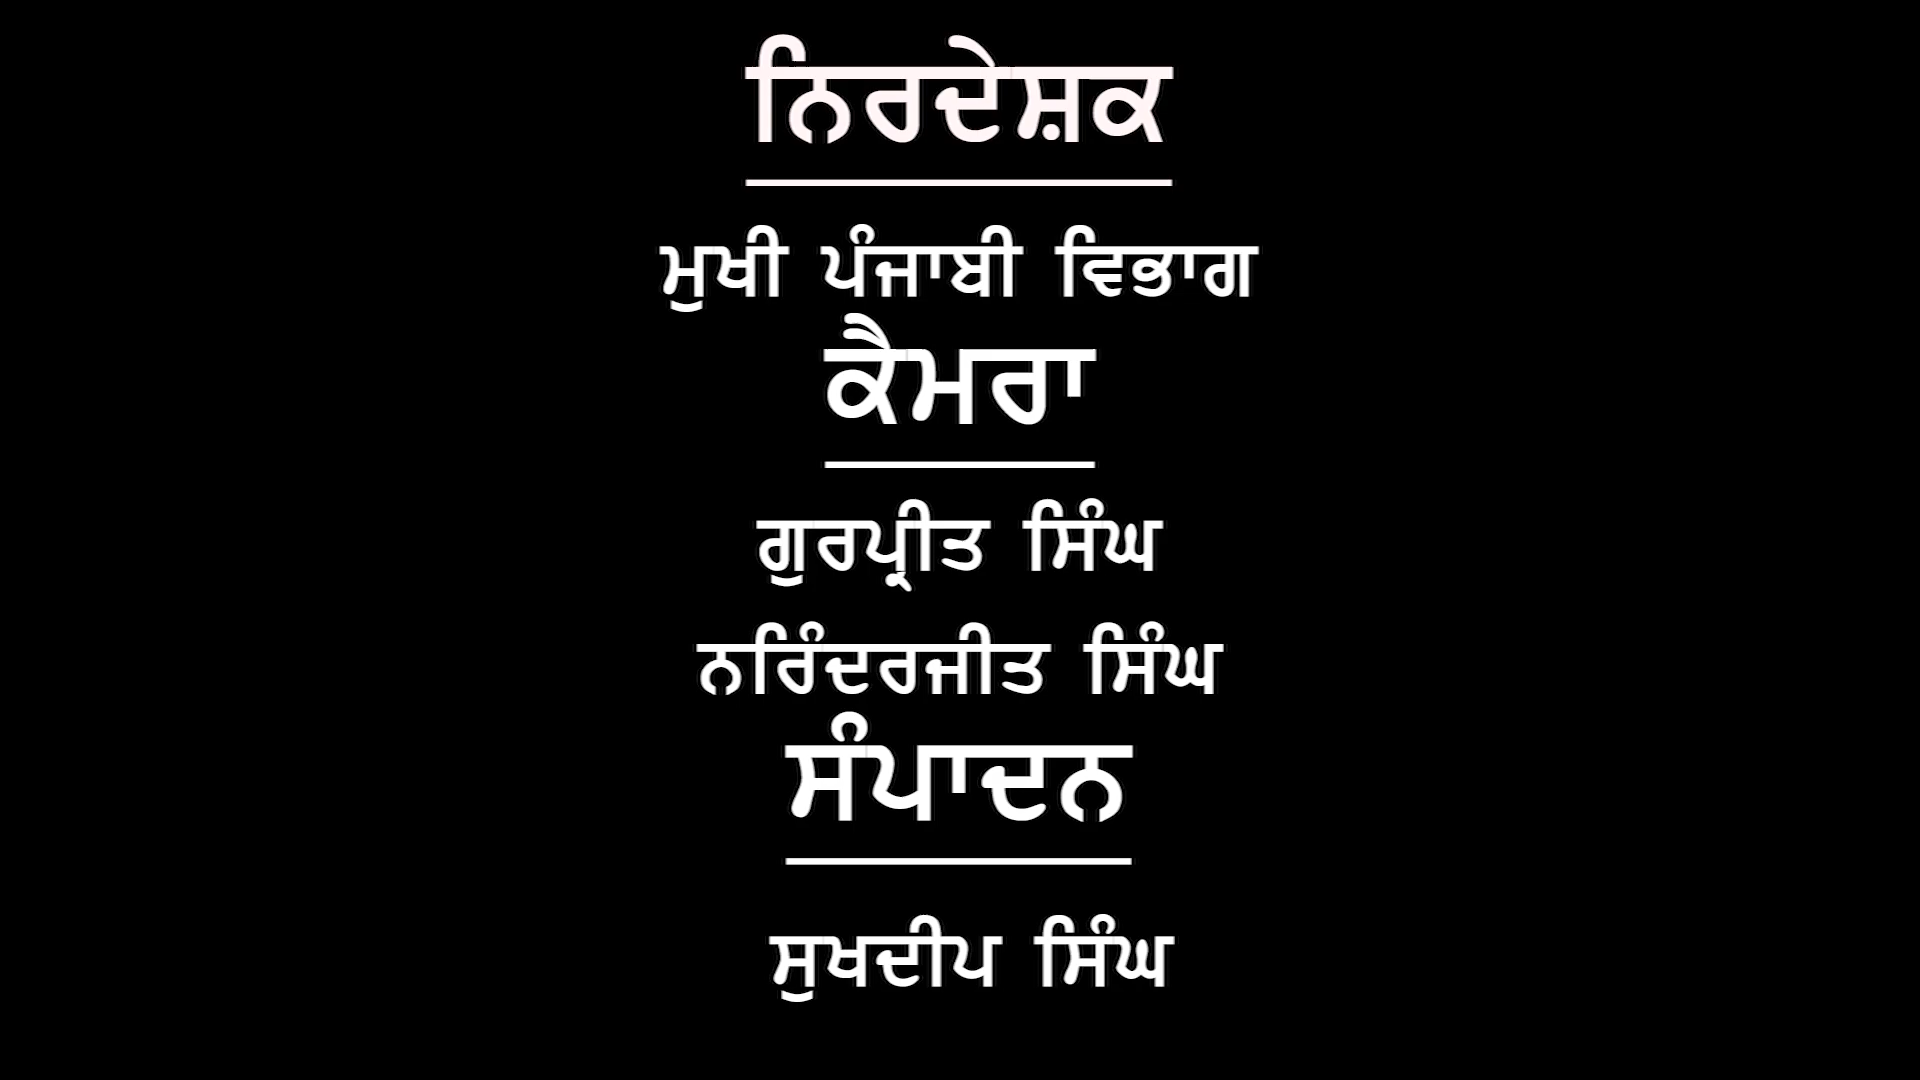 ਨਿਰਦੇਸ਼ਕ
ਮੁਖੀ ਪੰਜਾਬੀ ਵਿਭਾਗ
ਕੈਮਰਾ
ਗੁਰਪ੍ਰੀਤ ਸਿੰਘ
ਨਰਿੰਦਰਜੀਤ ਸਿੰਘ
ਸੰਪਾਦਨ
ਸੁਖਦੀਪ ਸਿੰਘ